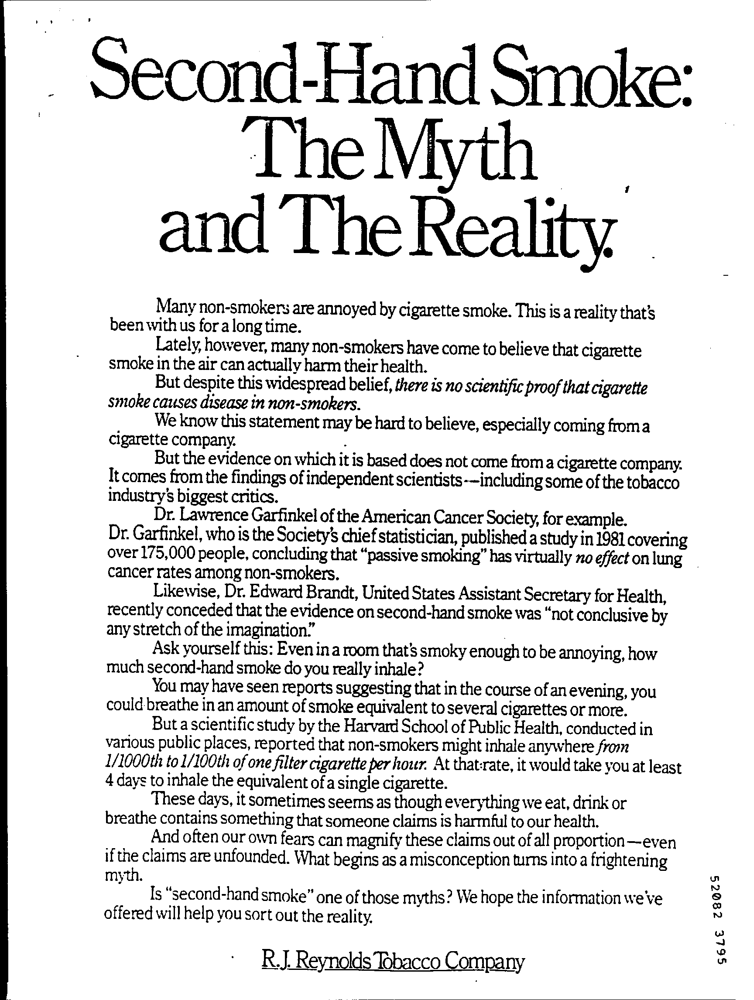 Second-Hand Smoke:
The Myth
and The Reality.
Many non-smokers are annoyed by cigarette smoke. This is a reality that's
been with us for a long time.
Lately, however, many non-smokers have come to believe that cigarette
smoke in the air can actually harm their health.
But despite this widespread belief, there is no scientific proof that cigarette
smoke causes disease in non-smokers.
We know this statement may be hard to believe, especially coming from a
cigarette company.
But the evidence on which it is based does not come from a cigarette company.
It comes from the findings of independent scientists—including some of the tobacco
industry's biggest critics.
Dr. Lawrence Garfinkel of the American Cancer Society, for example.
Dr. Garfinkel, who is the Society's chief statistician, published a study in 1981 covering
over 175,000 people, concluding that "passive smoking" has virtually no effect on lung
cancer rates among non-smokers.
Likewise, Dr. Edward Brandt, United States Assistant Secretary for Health,
recently conceded that the evidence on second-hand smoke was "not conclusive by
any stretch of the imagination."
Ask yourself this: Even in a room that's smoky enough to be annoying, how
much second-hand smoke do you really inhale?
You may have seen reports suggesting that in the course of an evening, you
could breathe in an amount of smoke equivalent to several cigarettes or more.
But a scientific study by the Harvard School of Public Health, conducted in
various public places, reported that non-smokers might inhale anywhere from
1/1000th to 1/100th of one filter cigarette per hour. At that rate, it would take you at least
4 days to inhale the equivalent of a single cigarette.
These days, it sometimes seems as though everything we eat, drink or
breathe contains something that someone claims is harmful to our health.
And often our own fears can magnify these claims out of all proportion—even
if the claims are unfounded. What begins as a misconception turns into a frightening
myth.
Is "second-hand smoke" one of those myths? We hope the information we've
offered will help you sort out the reality.
R.J. Reynolds Tobacco Company
52082 3795